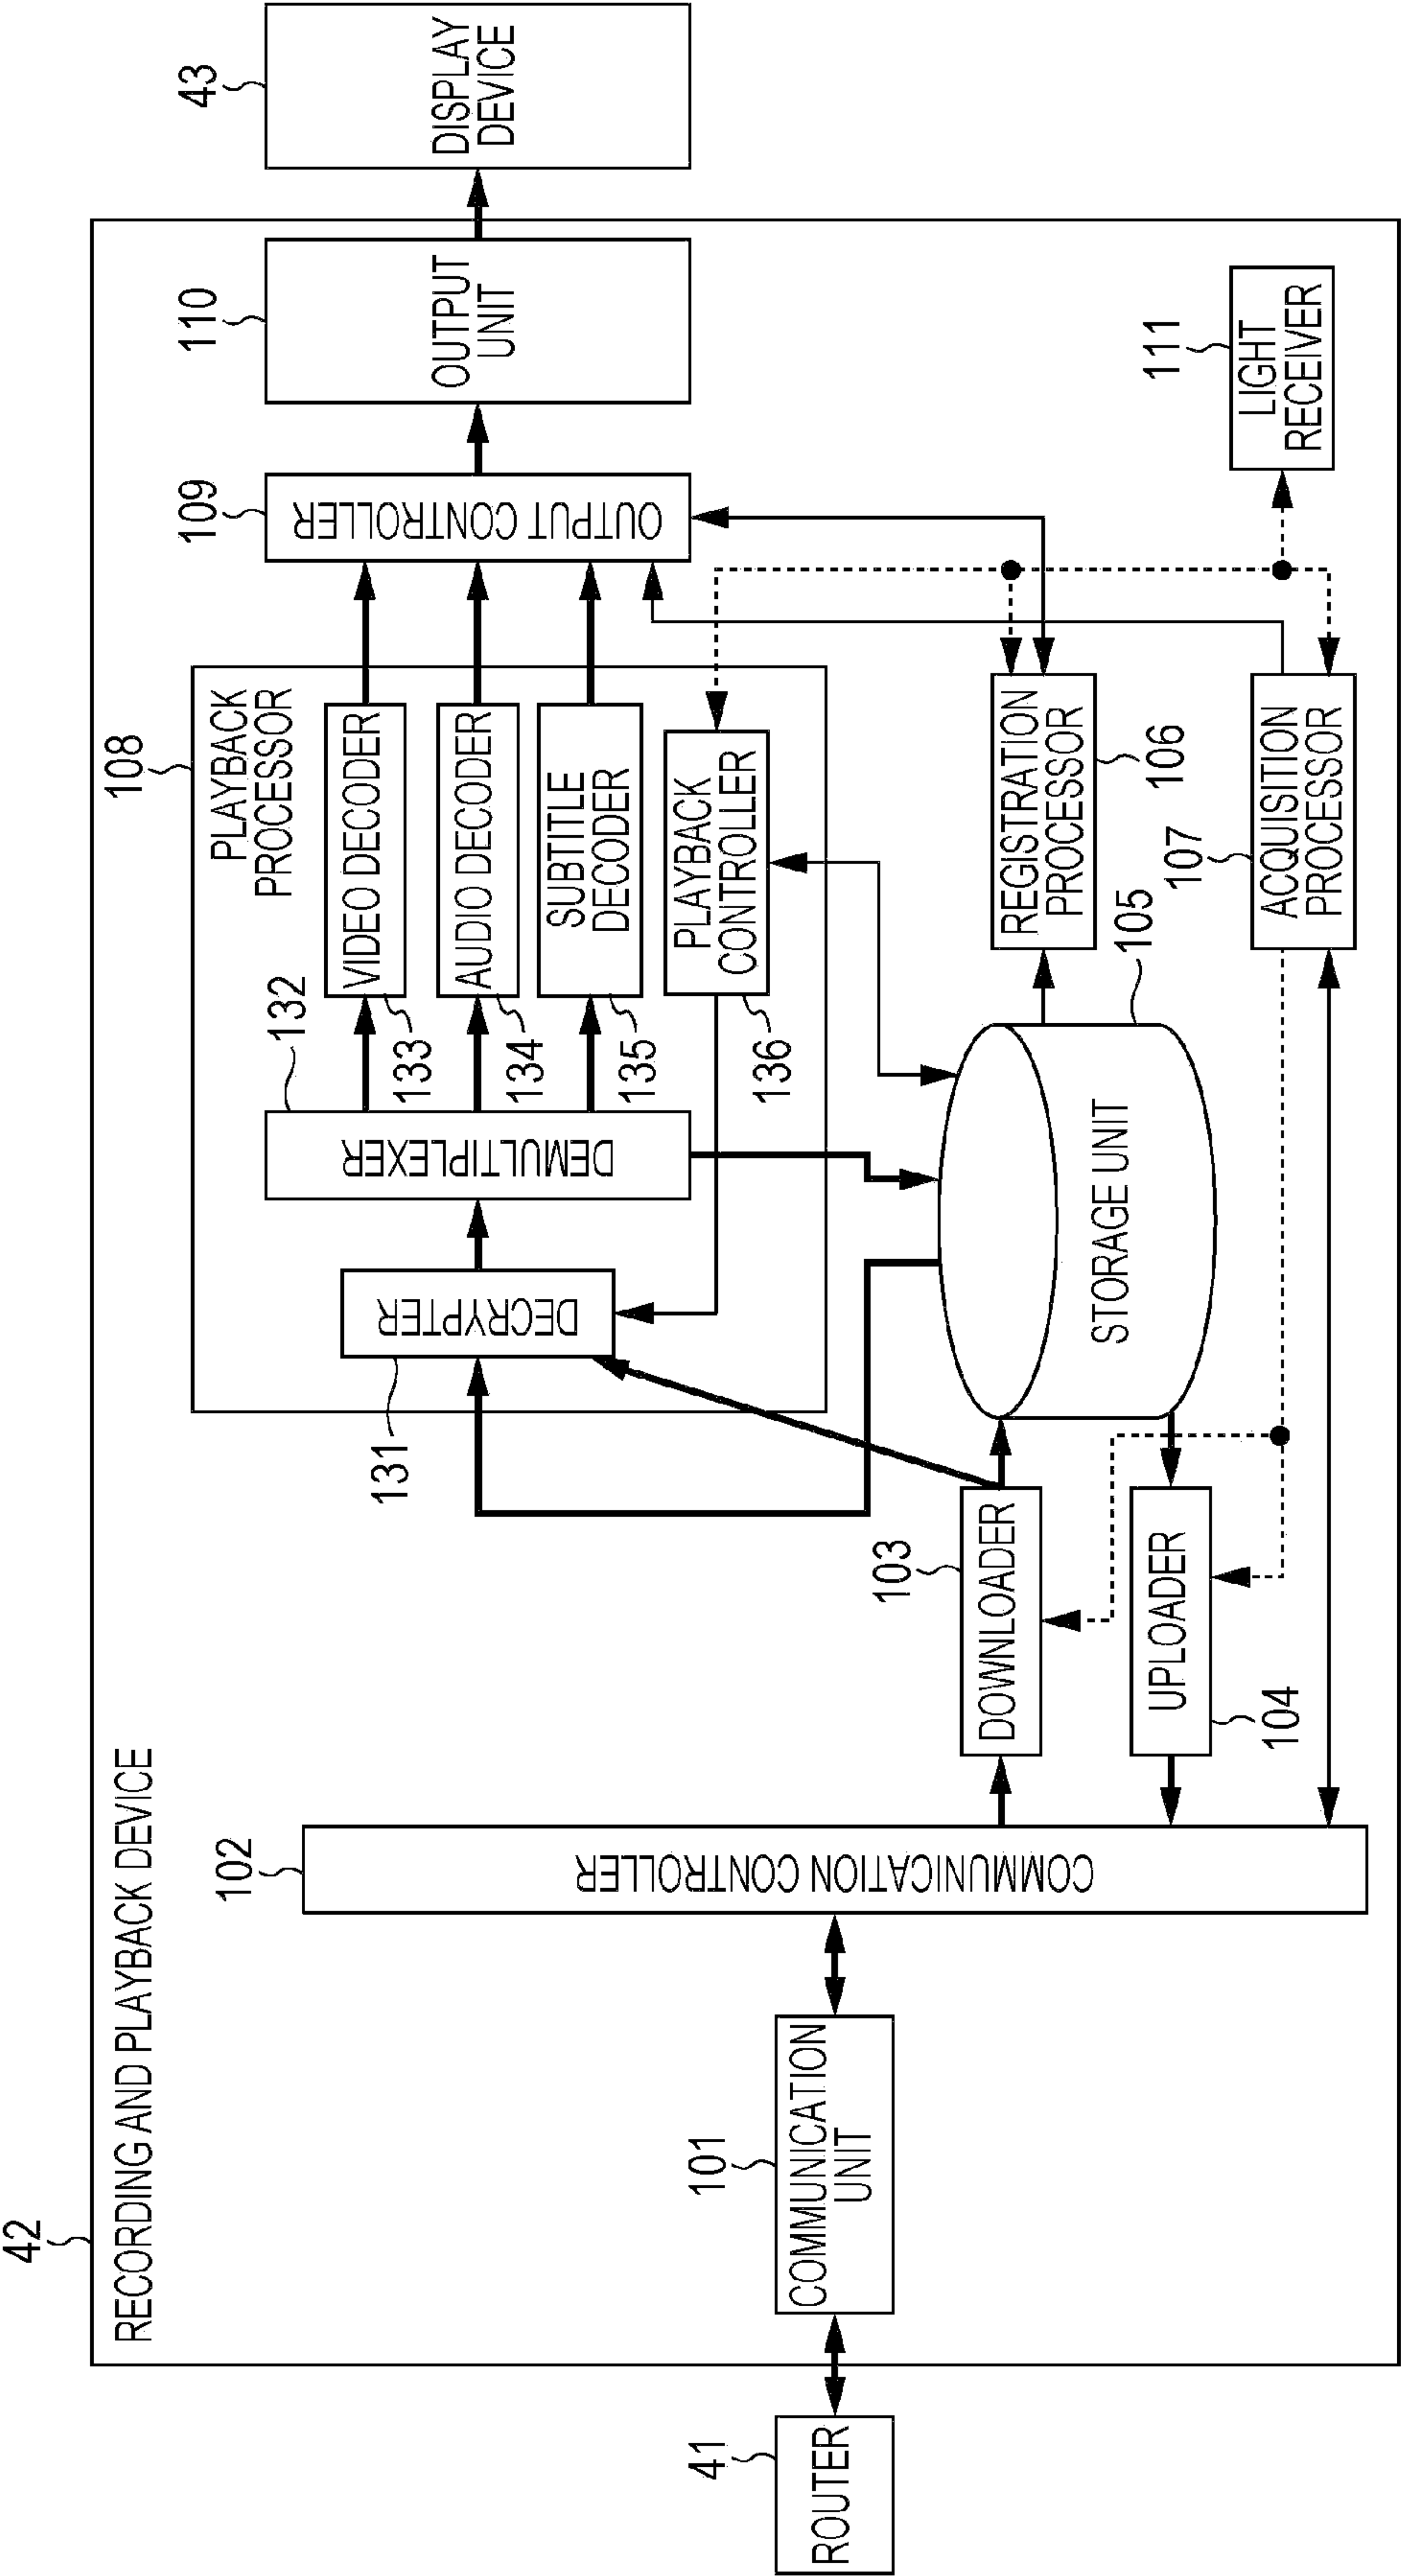 42
RECORDING AND PLAYBACK DEVICE
41
ROUTER
101
COMMUNICATION
UNIT
102
COMMUNICATION CONTROLLER
103
DOWNLOADER
UPLOADER
104
108
PLAYBACK
PROCESSOR
131
DECRYPTER
132
DEMULTIPLEXER
VIDEO DECODER
133
AUDIO DECODER
134
SUBTITLE
DECODER
135
PLAYBACK
CONTROLLER
136
STORAGE UNIT
105
REGISTRATION
PROCESSOR
106
107
ACQUISITION
PROCESSOR
109
OUTPUT CONTROLLER
110
OUTPUT
UNIT
111
LIGHT
RECEIVER
43
DISPLAY
DEVICE